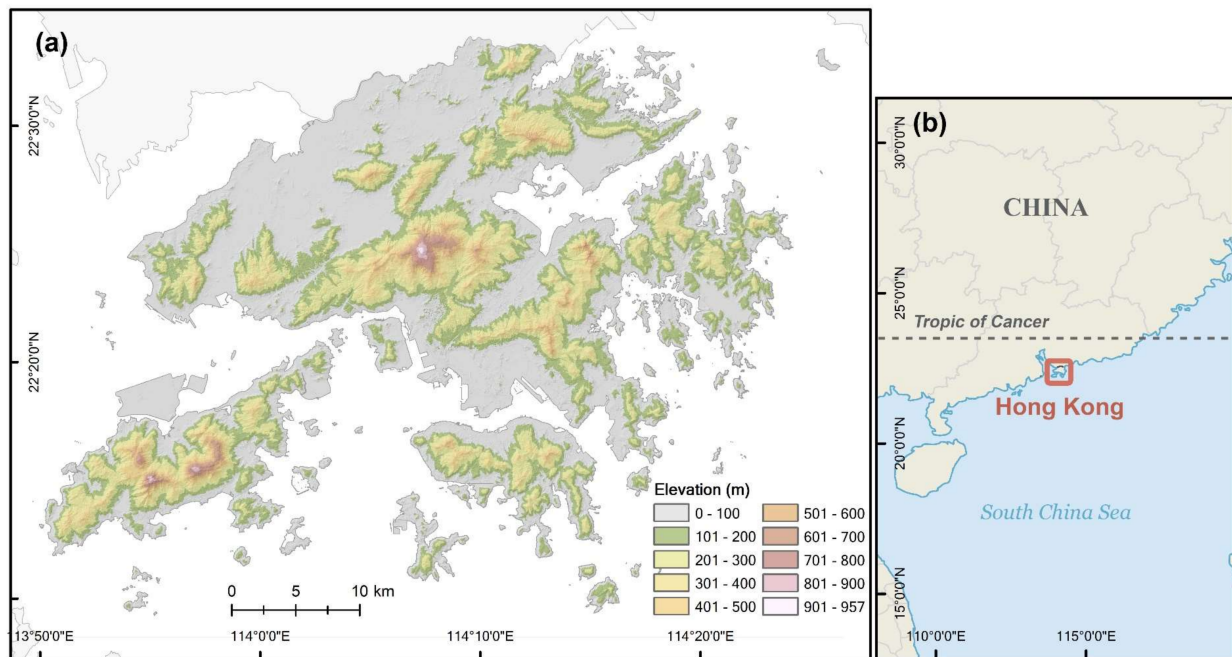 (a)
22°30'0"N
22°20'0"N
Elevation (m)
0 - 100
101 - 200
201 - 300
301 - 400
401 - 500
501 - 600
601 - 700
701 - 800
801 - 900
901 - 957
0 5 10 km
113°50'0"E 114°0'0"E 114°10'0"E 114°20'0"E
(b)
30°0'0"N
25°0'0"N
20°0'0"N
15°0'0"N
CHINA
Tropic of Cancer
Hong Kong
South China Sea
110°0'0"E 115°0'0"E